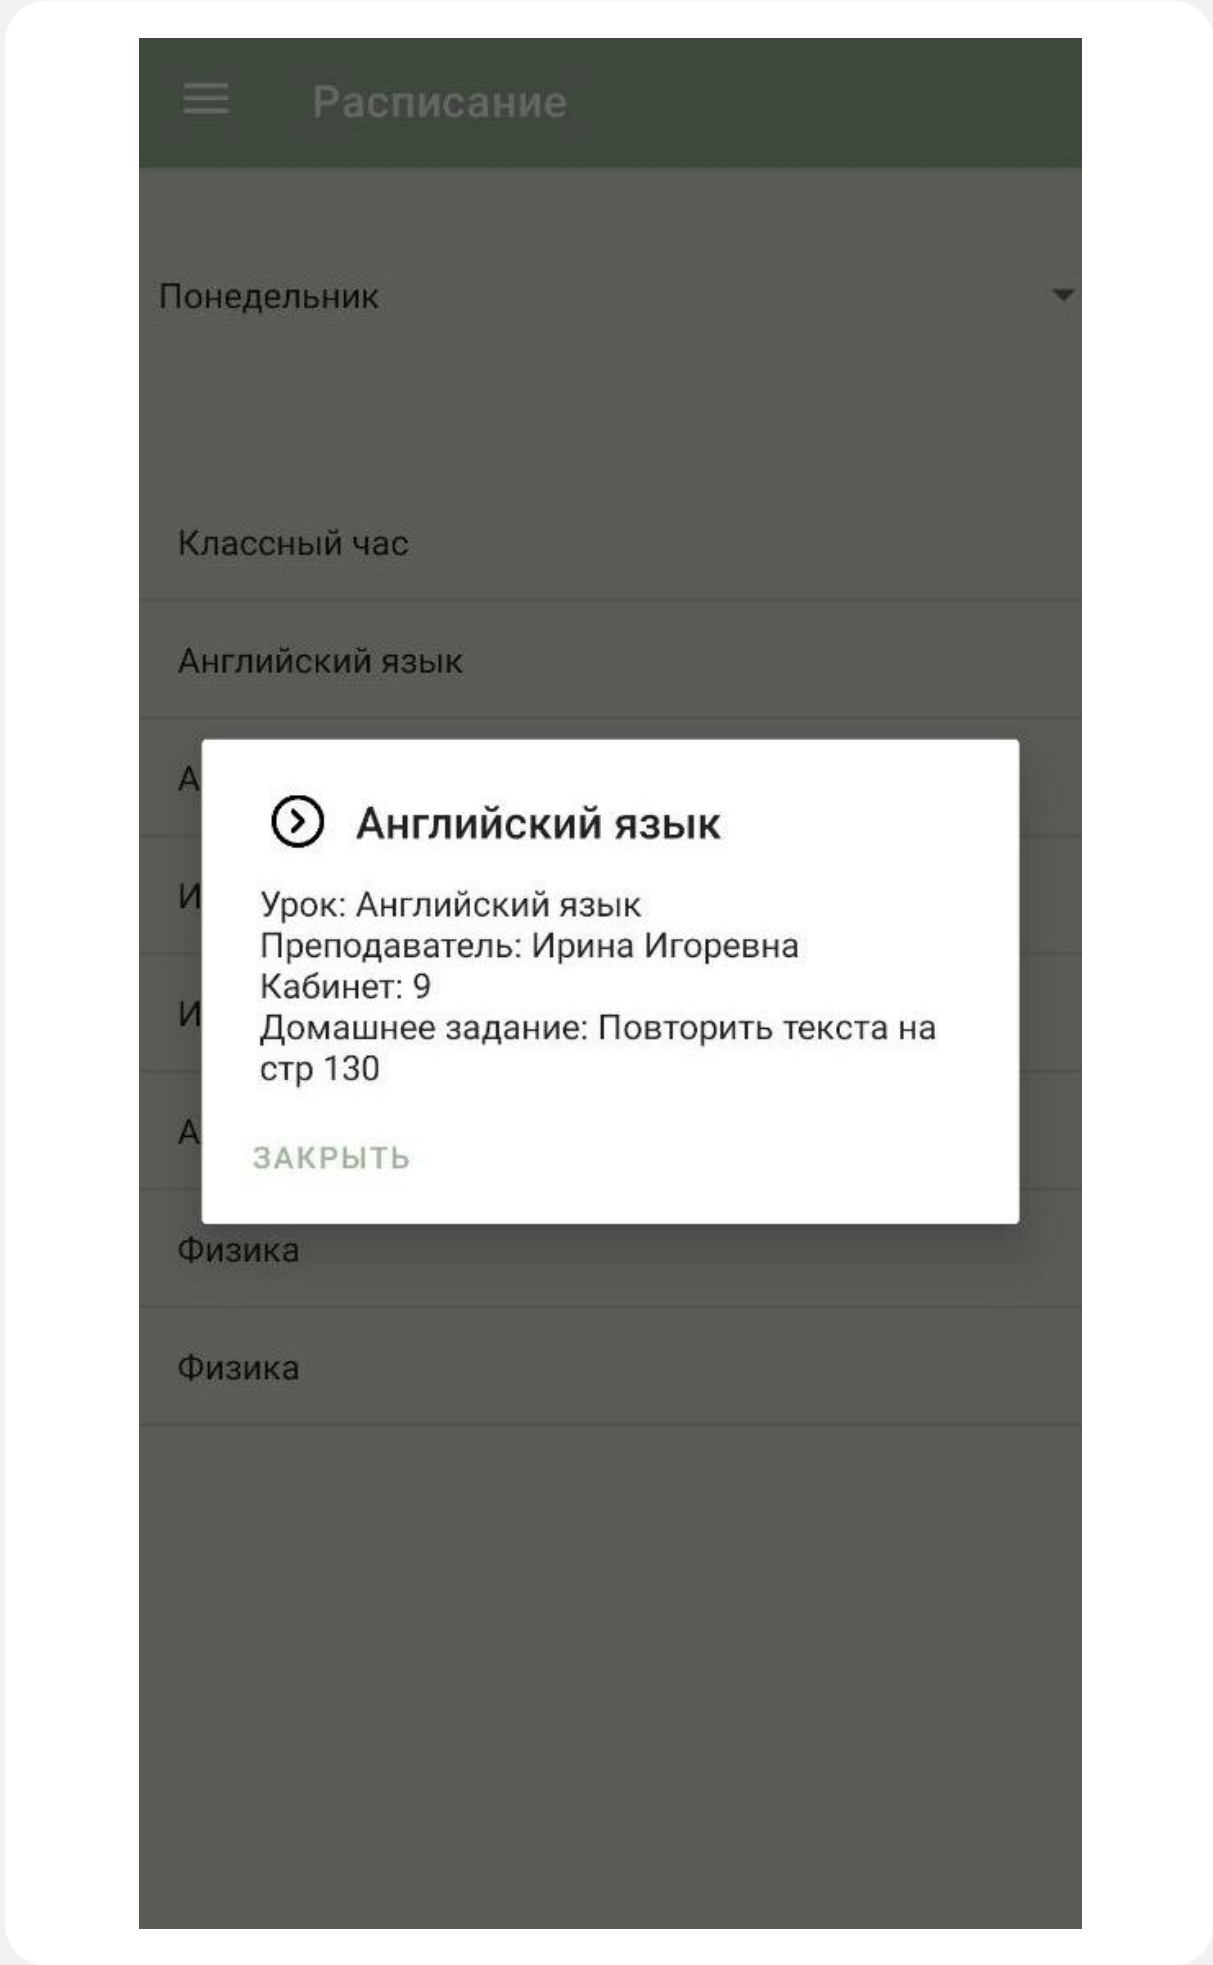 Расписание
Понедельник
Классный час
Английский язык
Английский язык
Урок: Английский язык
Преподаватель: Ирина Игоревна
Кабинет: 9
Домашнее задание: Повторить текста на
стр 130
ЗАКРЫТЬ
Физика
Физика